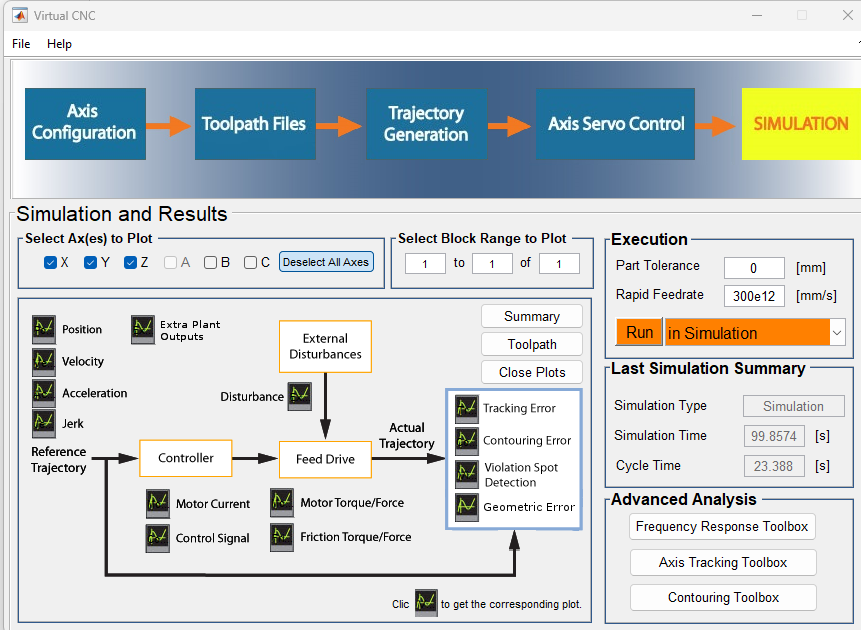 Virtual CNC
File Help
Axis
Configuration
Toolpath Files
Trajectory
Generation
Axis Servo Control
SIMULATION
Simulation and Results
Select Ax(es) to Plot
X Y Z A B C Deselect All Axes
Select Block Range to Plot
1 to 1 of 1
Execution
Part Tolerance 0 [mm]
Rapid Feedrate 300e12 [mm/s]
Run in Simulation
Position
Velocity
Acceleration
Jerk
Extra Plant
Outputs
External
Disturbances
Disturbance
Summary
Toolpath
Close Plots
Reference
Trajectory
Controller
Feed Drive
Actual
Trajectory
Tracking Error
Contouring Error
Violation Spot
Detection
Geometric Error
Motor Current
Control Signal
Motor Torque/Force
Friction Torque/Force
Clic to get the corresponding plot.
Last Simulation Summary
Simulation Type Simulation
Simulation Time 99.8574 [s]
Cycle Time 23.388 [s]
Advanced Analysis
Frequency Response Toolbox
Axis Tracking Toolbox
Contouring Toolbox